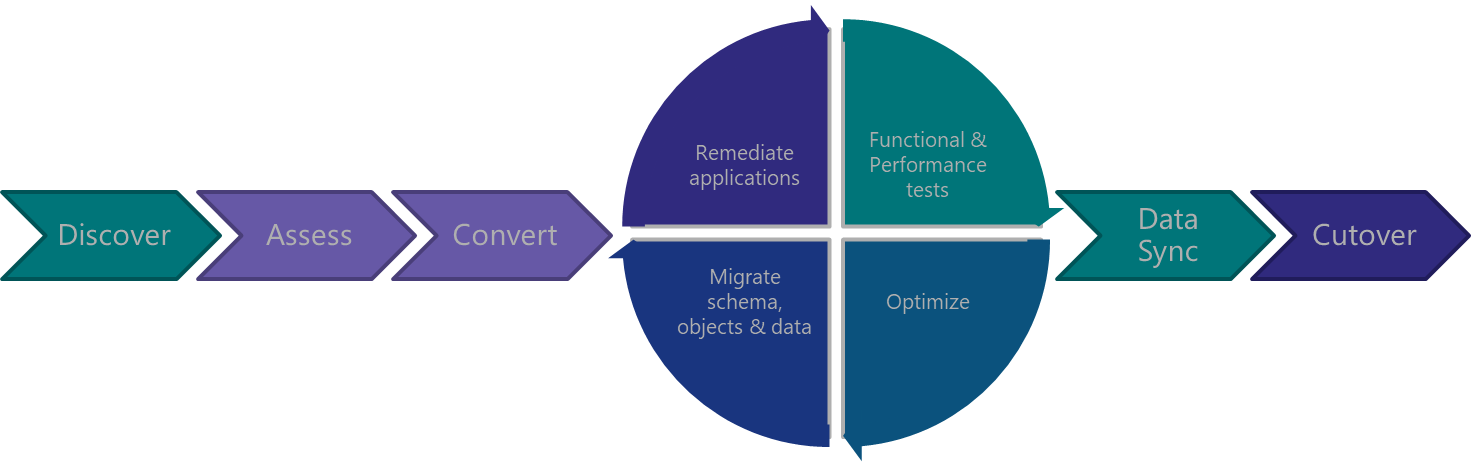 Discover
Assess
Convert
Remediate
applications
Functional &
Performance
tests
Migrate
schema,
objects & data
Optimize
Data
Sync
Cutover